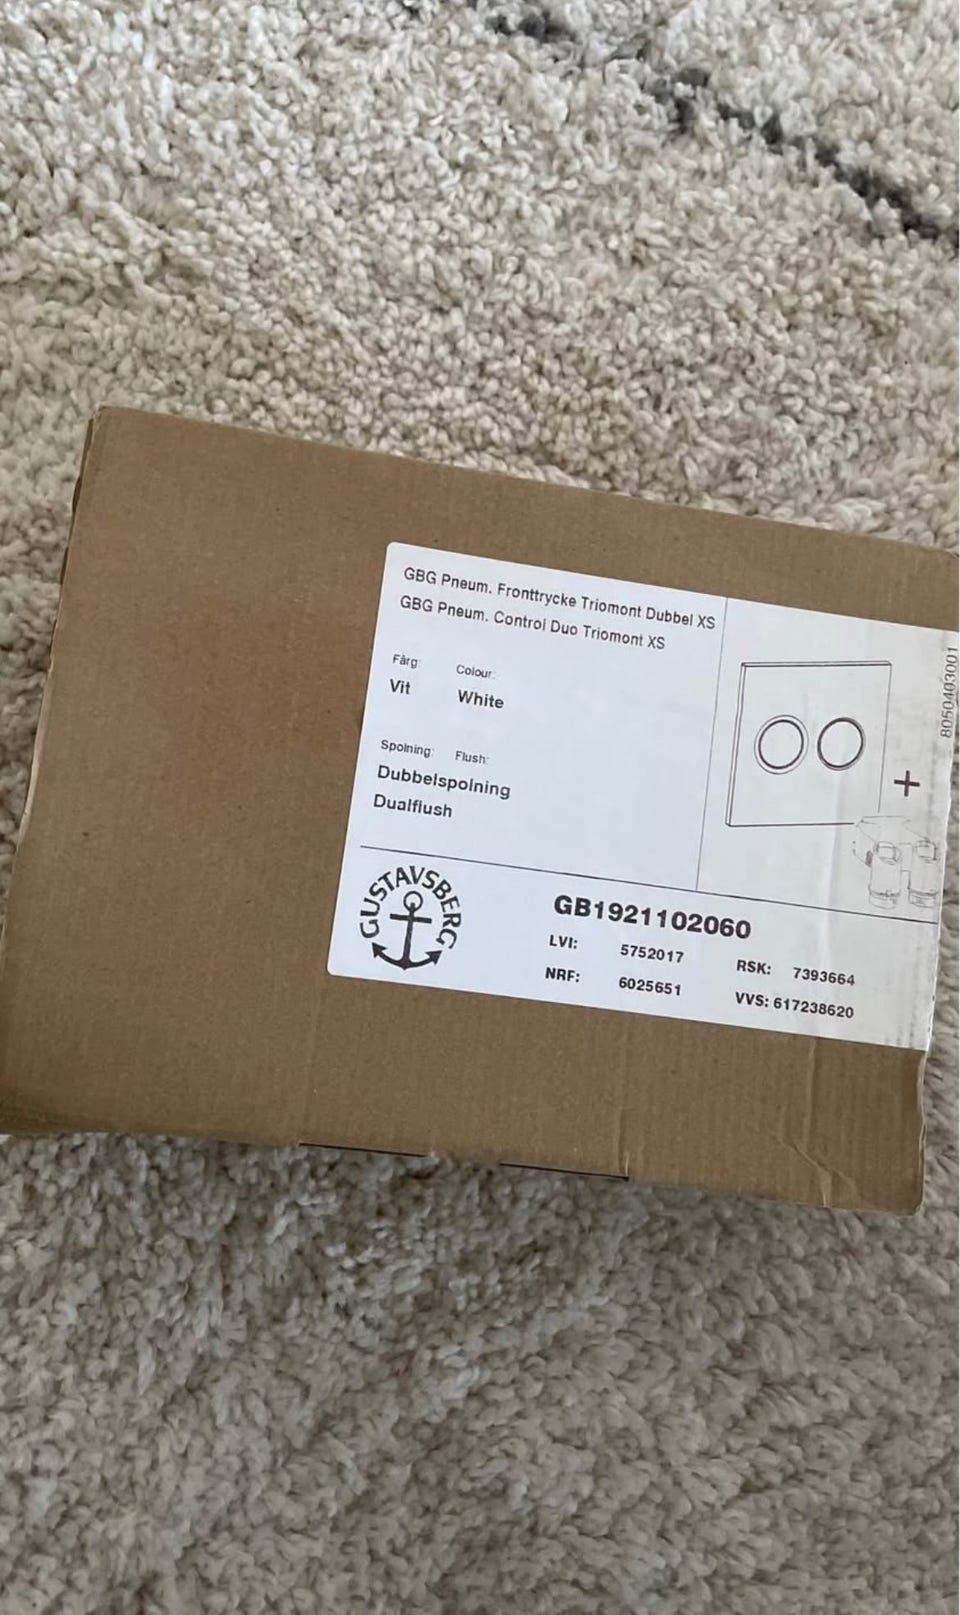 GBG Pneum. Fronttrycke Triomont Dubbel XS
GBG Pneum. Control Duo Triomont XS
Färg: Colour:
Vit White
Spolning: Flush:
Dubbelspolning
Dualflush
+
8050403001
GUSTAVSBERG
GB1921102060
LVI: 5752017 RSK: 7393664
NRF: 6025651 VVS: 617238620